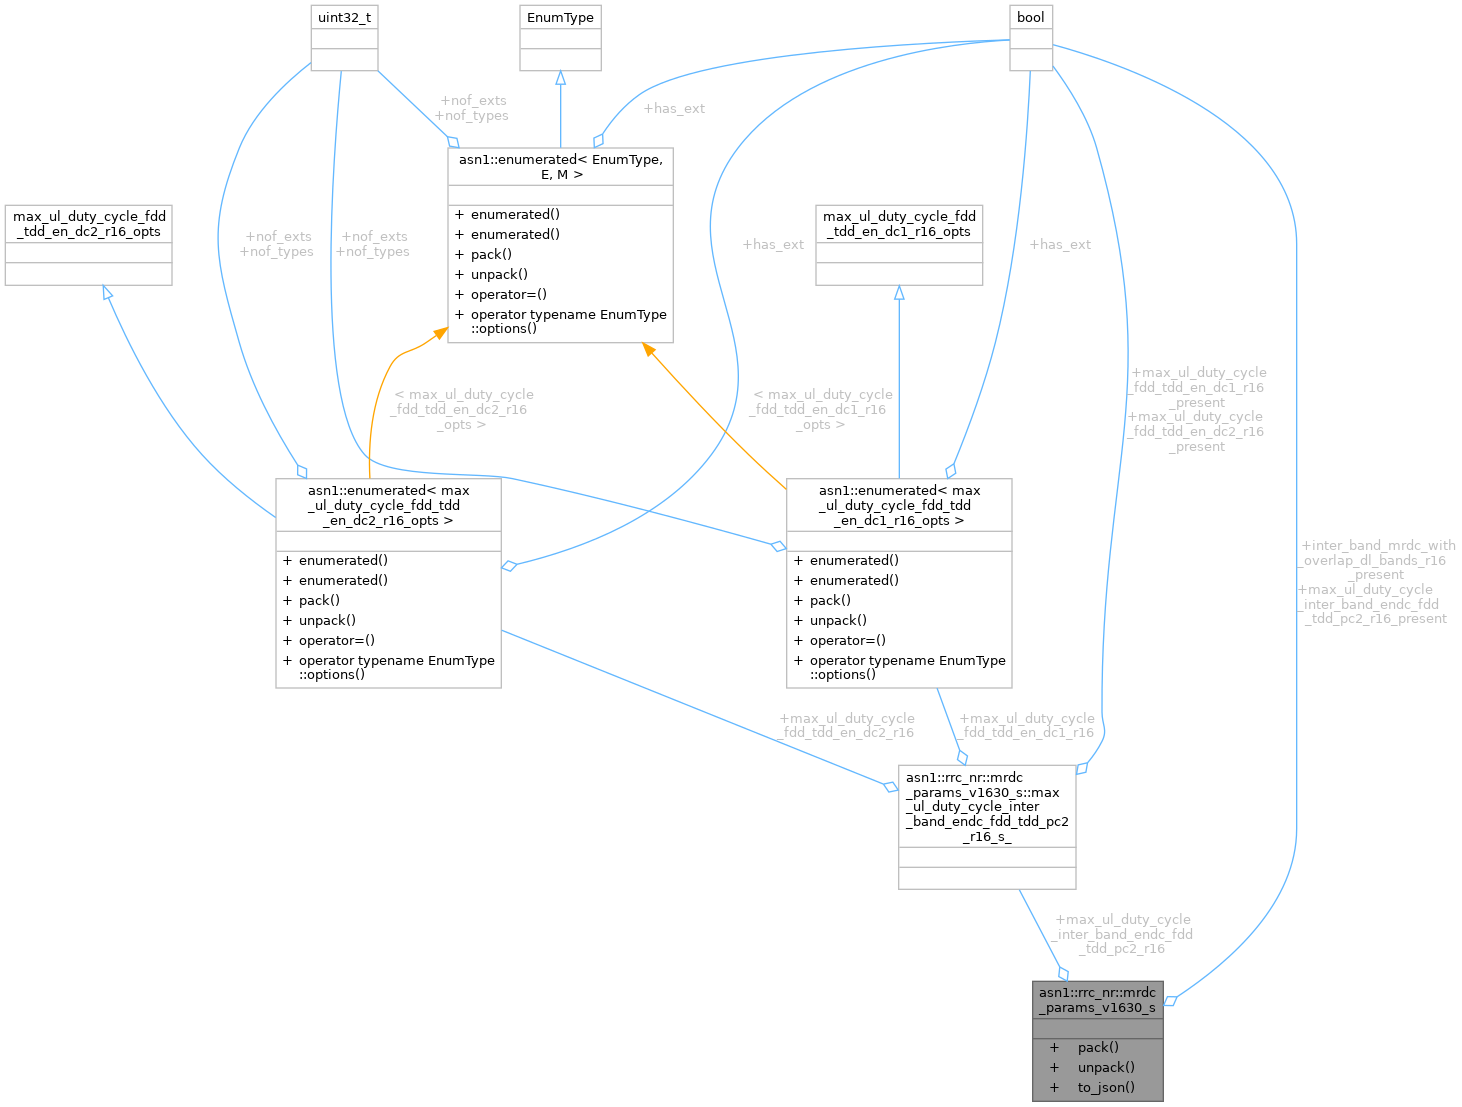 uint32_t
EnumType
bool
+nof_exts
+nof_types
+has_ext
asn1::enumerated< EnumType,
E, M >
+ enumerated()
+ enumerated()
+ pack()
+ unpack()
+ operator=()
+ operator typename EnumType
::options()
max_ul_duty_cycle_fdd
_tdd_en_dc2_r16_opts
max_ul_duty_cycle_fdd
_tdd_en_dc1_r16_opts
+nof_exts
+nof_types
+nof_exts
+nof_types
+has_ext
+has_ext
< max_ul_duty_cycle
_fdd_tdd_en_dc2_r16
_opts >
< max_ul_duty_cycle
_fdd_tdd_en_dc1_r16
_opts >
+max_ul_duty_cycle
_fdd_tdd_en_dc1_r16
_present
+max_ul_duty_cycle
_fdd_tdd_en_dc2_r16
_present
asn1::enumerated< max
_ul_duty_cycle_fdd_tdd
_en_dc2_r16_opts >
+ enumerated()
+ enumerated()
+ pack()
+ unpack()
+ operator=()
+ operator typename EnumType
::options()
asn1::enumerated< max
_ul_duty_cycle_fdd_tdd
_en_dc1_r16_opts >
+ enumerated()
+ enumerated()
+ pack()
+ unpack()
+ operator=()
+ operator typename EnumType
::options()
+inter_band_mrdc_with
_overlap_dl_bands_r16
_present
+max_ul_duty_cycle
_inter_band_endc_fdd
_tdd_pc2_r16_present
+max_ul_duty_cycle
_fdd_tdd_en_dc2_r16
+max_ul_duty_cycle
_fdd_tdd_en_dc1_r16
asn1::rrc_nr::mrdc
_params_v1630_s::max
_ul_duty_cycle_inter
_band_endc_fdd_tdd_pc2
_r16_s_
+max_ul_duty_cycle
_inter_band_endc_fdd
_tdd_pc2_r16
asn1::rrc_nr::mrdc
_params_v1630_s
+ pack()
+ unpack()
+ to_json()